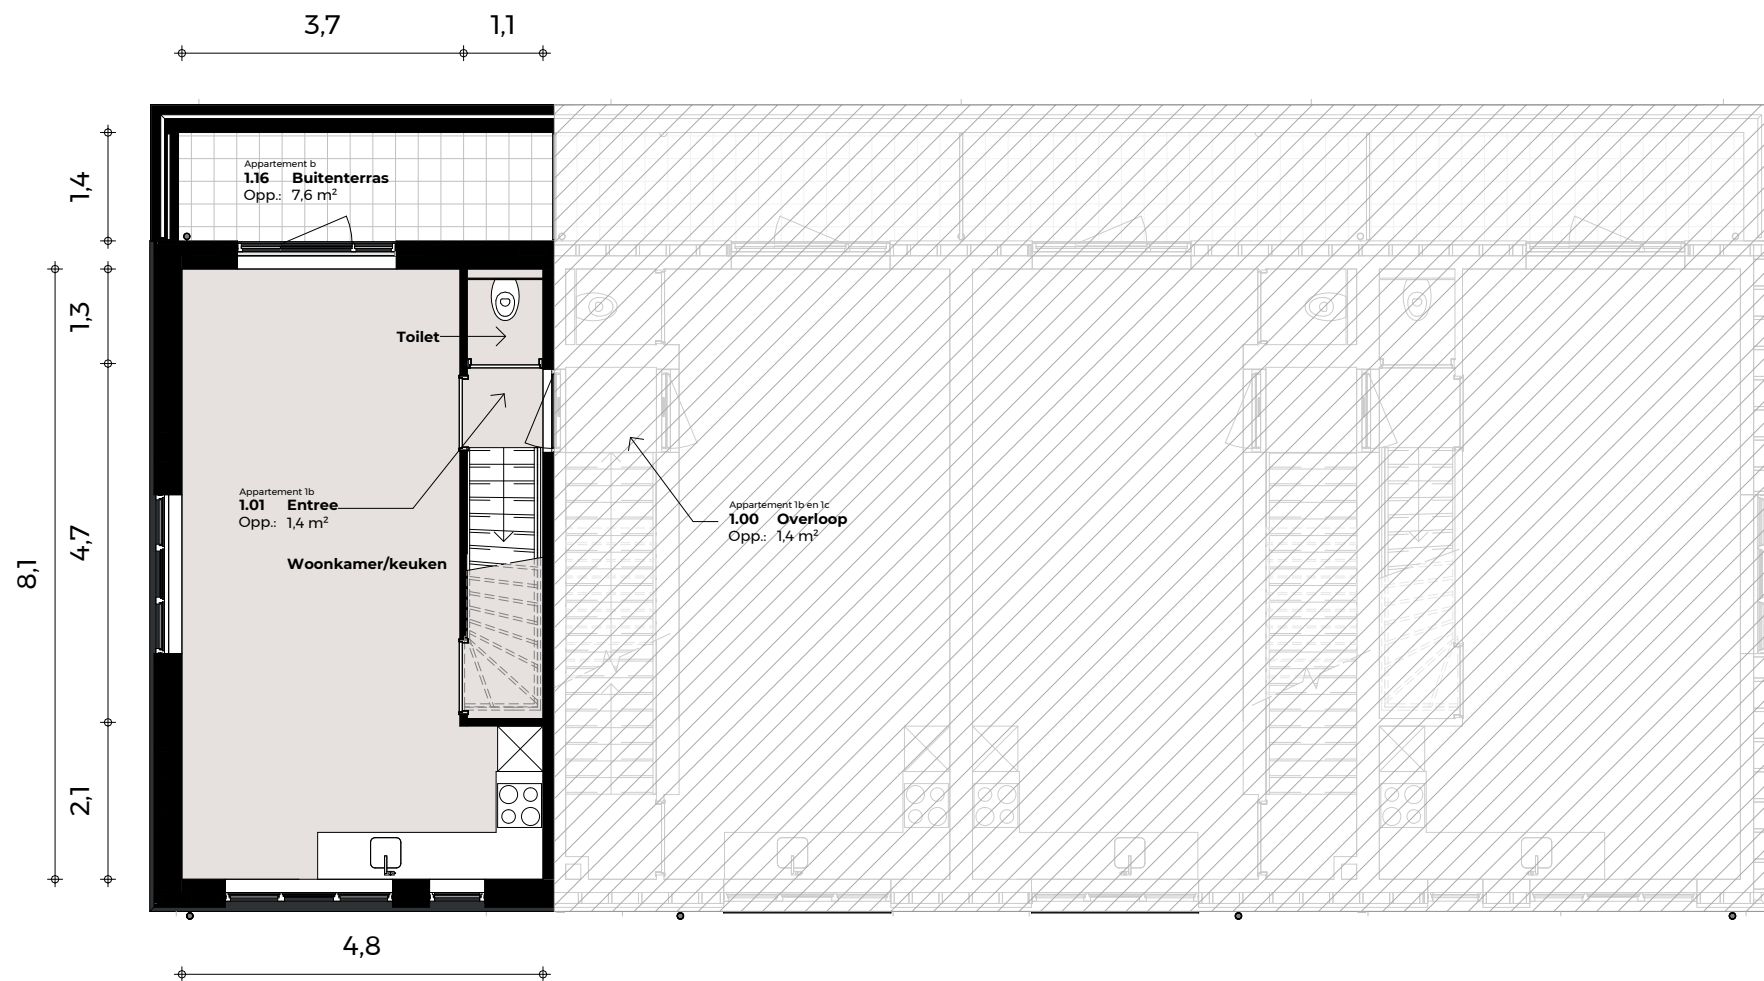 3,7
1,1
1,4
Appartement b
1.16 Buitenterras
Opp.: 7,6 m²
1,3
Toilet
8,1
4,7
Appartement 1b
1.01 Entree
Opp.: 1,4 m²
Appartement 1b en 1c
1.00 Overloop
Opp.: 1,4 m²
Woonkamer/keuken
2,1
4,8